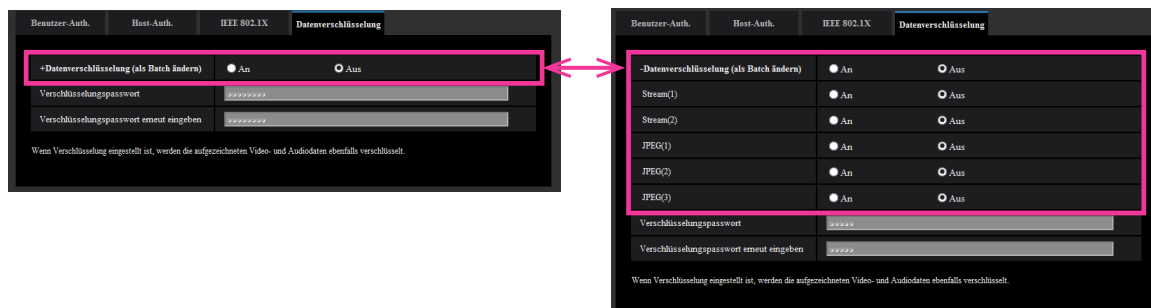 Benutzer-Auth. Host-Auth. IEEE 802.1X Datenverschlüsselung
+Datenverschlüsselung (als Batch ändern) An Aus
Verschlüsselungspasswort
Verschlüsselungspasswort erneut eingeben
Wenn Verschlüsselung eingestellt ist, werden die aufgezeichneten Video- und Audiodaten ebenfalls verschlüsselt.
Benutzer-Auth. Host-Auth. IEEE 802.1X Datenverschlüsselung
-Datenverschlüsselung (als Batch ändern) An Aus
Stream(1) An Aus
Stream(2) An Aus
JPEG(1) An Aus
JPEG(2) An Aus
JPEG(3) An Aus
Verschlüsselungspasswort
Verschlüsselungspasswort erneut eingeben
Wenn Verschlüsselung eingestellt ist, werden die aufgezeichneten Video- und Audiodaten ebenfalls verschlüsselt.